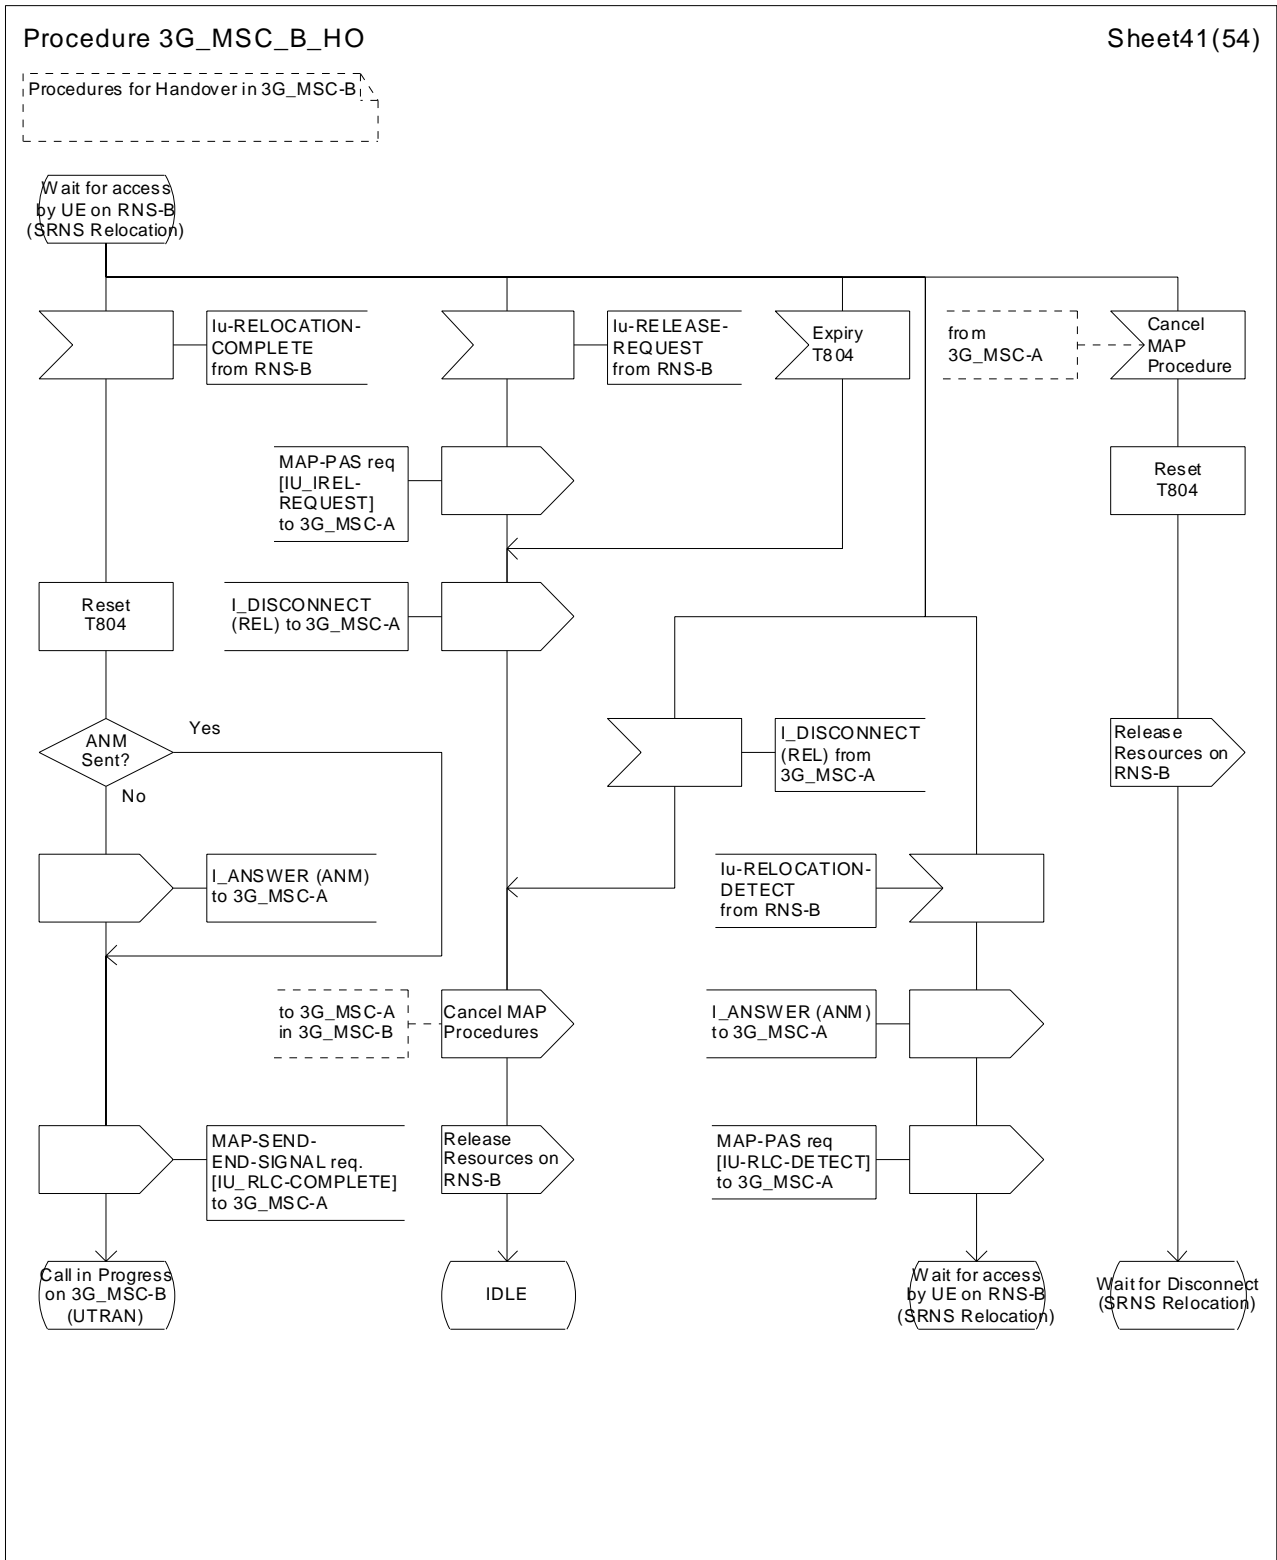 Procedure 3G_MSC_B_HO
Sheet41(54)
Procedures for Handover in 3G_MSC-B
Wait for access
by UE on RNS-B
(SRNS Relocation)
Iu-RELOCATION-
COMPLETE
from RNS-B
Iu-RELEASE-
REQUEST
from RNS-B
Expiry
T804
from
3G_MSC-A
Cancel
MAP
Procedure
MAP-PAS req
[IU_IREL-
REQUEST]
to 3G_MSC-A
Reset
T804
Reset
T804
I_DISCONNECT
(REL) to 3G_MSC-A
ANM
Sent?
Yes
No
I_DISCONNECT
(REL) from
3G_MSC-A
Release
Resources on
RNS-B
I_ANSWER (ANM)
to 3G_MSC-A
Iu-RELOCATION-
DETECT
from RNS-B
to 3G_MSC-A
in 3G_MSC-B
Cancel MAP
Procedures
I_ANSWER (ANM)
to 3G_MSC-A
MAP-SEND-
END-SIGNAL req.
[IU_RLC-COMPLETE]
to 3G_MSC-A
Release
Resources on
RNS-B
MAP-PAS req
[IU-RLC-DETECT]
to 3G_MSC-A
Call in Progress
on 3G_MSC-B
(UTRAN)
IDLE
Wait for access
by UE on RNS-B
(SRNS Relocation)
Wait for Disconnect
(SRNS Relocation)